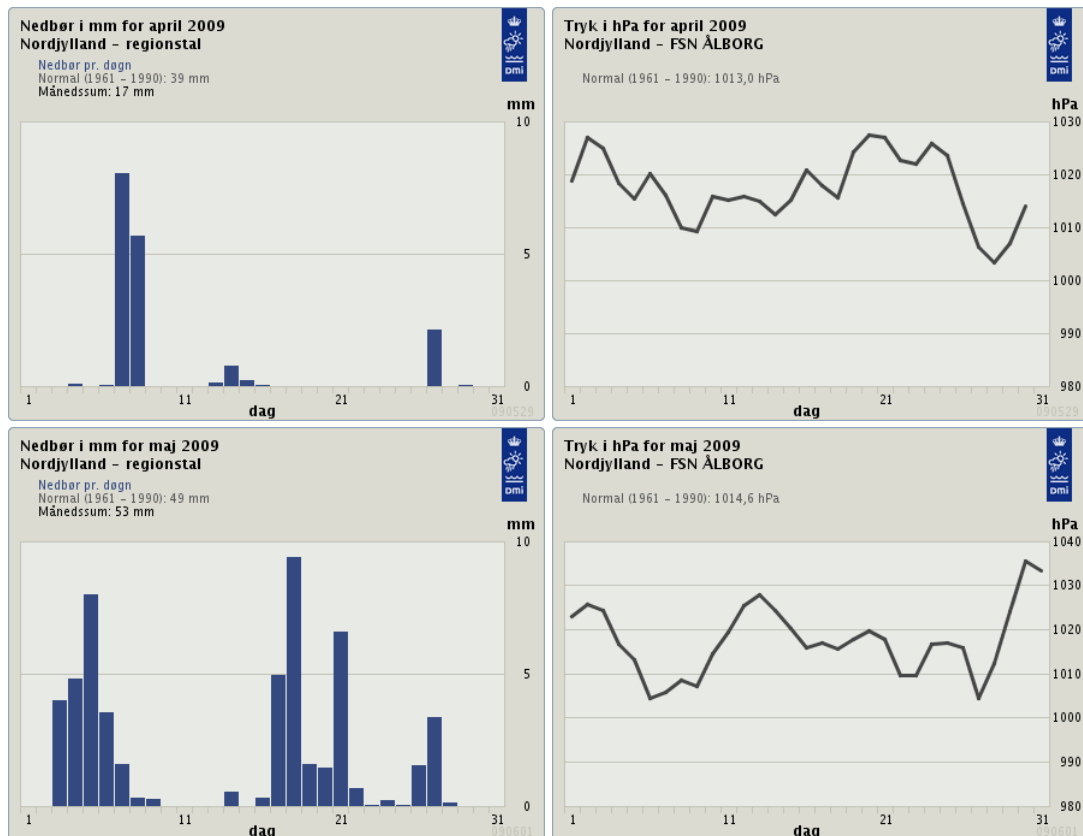 Nedbør i mm for april 2009
Nordjylland – regionstal
Nedbør pr. døgn
Normal (1961 – 1990): 39 mm
Månedssum: 17 mm
dmi
mm
10
5
0
1 11 21 31
dag
090529
Tryk i hPa for april 2009
Nordjylland – FSN ÅLBORG
Normal (1961 – 1990): 1013,0 hPa
dmi
hPa
1030
1020
1010
1000
990
980
1 11 21 31
dag
090529
Nedbør i mm for maj 2009
Nordjylland – regionstal
Nedbør pr. døgn
Normal (1961 – 1990): 49 mm
Månedssum: 53 mm
dmi
mm
10
5
0
1 11 21 31
dag
090601
Tryk i hPa for maj 2009
Nordjylland – FSN ÅLBORG
Normal (1961 – 1990): 1014,6 hPa
dmi
hPa
1040
1030
1020
1010
1000
990
980
1 11 21 31
dag
090601